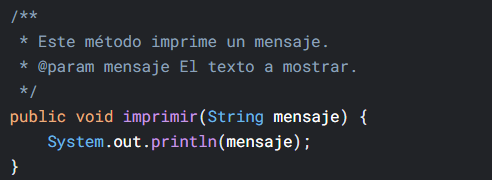 /**
 * Este método imprime un mensaje.
 * @param mensaje El texto a mostrar.
 */
public void imprimir(String mensaje) {
    System.out.println(mensaje);
}